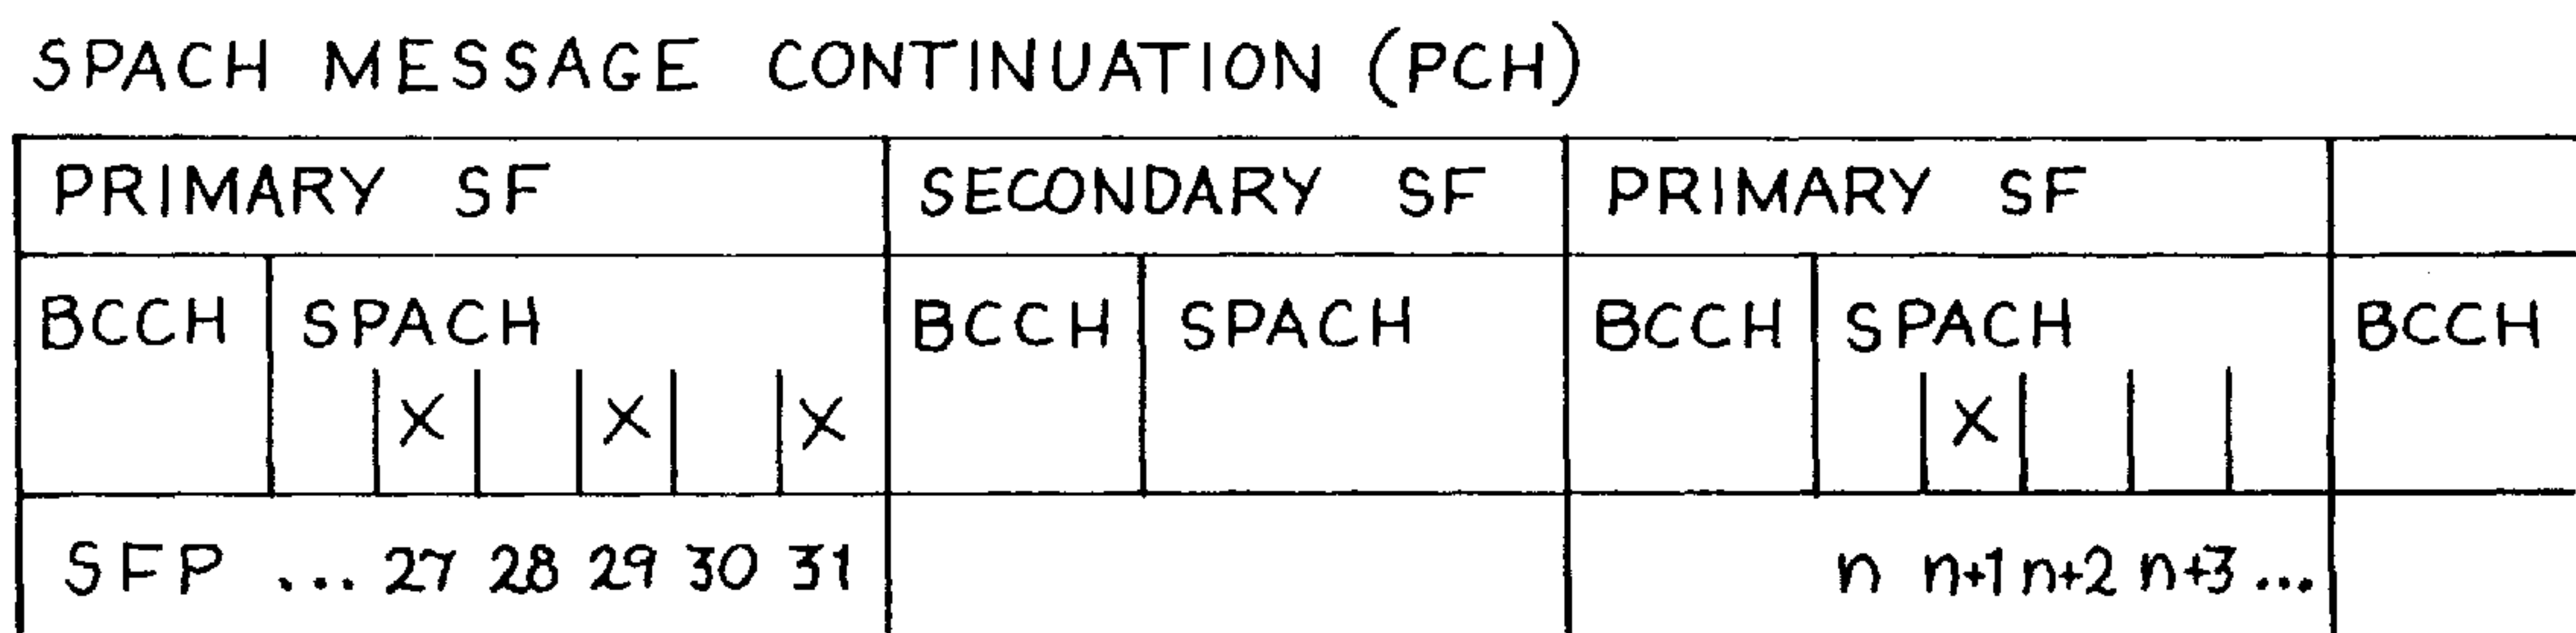 SPACH MESSAGE CONTINUATION (PCH)
PRIMARY SF SECONDARY SF PRIMARY SF
BCCH SPACH BCCH SPACH BCCH SPACH BCCH
X X X X
SFP ... 27 28 29 30 31 n n+1 n+2 n+3 ...